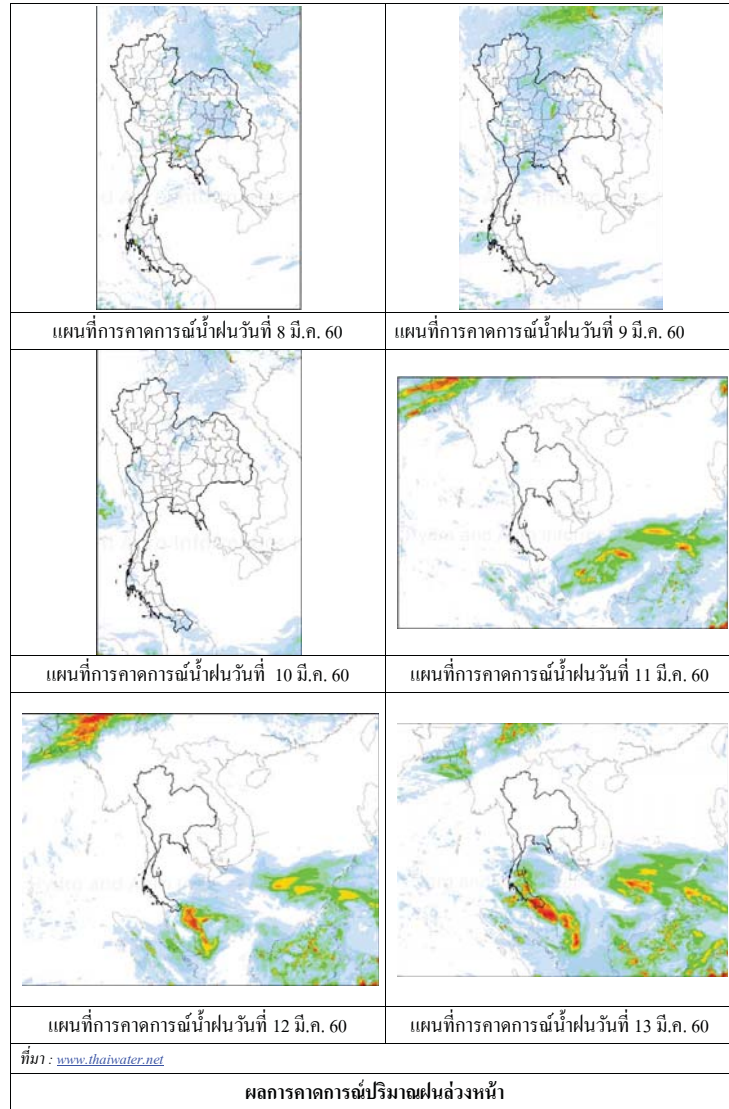 แผนที่การคาดการณ์น้ำฝนวันที่ 8 มี.ค. 60
แผนที่การคาดการณ์น้ำฝนวันที่ 9 มี.ค. 60
แผนที่การคาดการณ์น้ำฝนวันที่ 10 มี.ค. 60
แผนที่การคาดการณ์น้ำฝนวันที่ 11 มี.ค. 60
แผนที่การคาดการณ์น้ำฝนวันที่ 12 มี.ค. 60
แผนที่การคาดการณ์น้ำฝนวันที่ 13 มี.ค. 60
ที่มา : www.thaiwater.net
ผลการคาดการณ์ปริมาณฝนล่วงหน้า